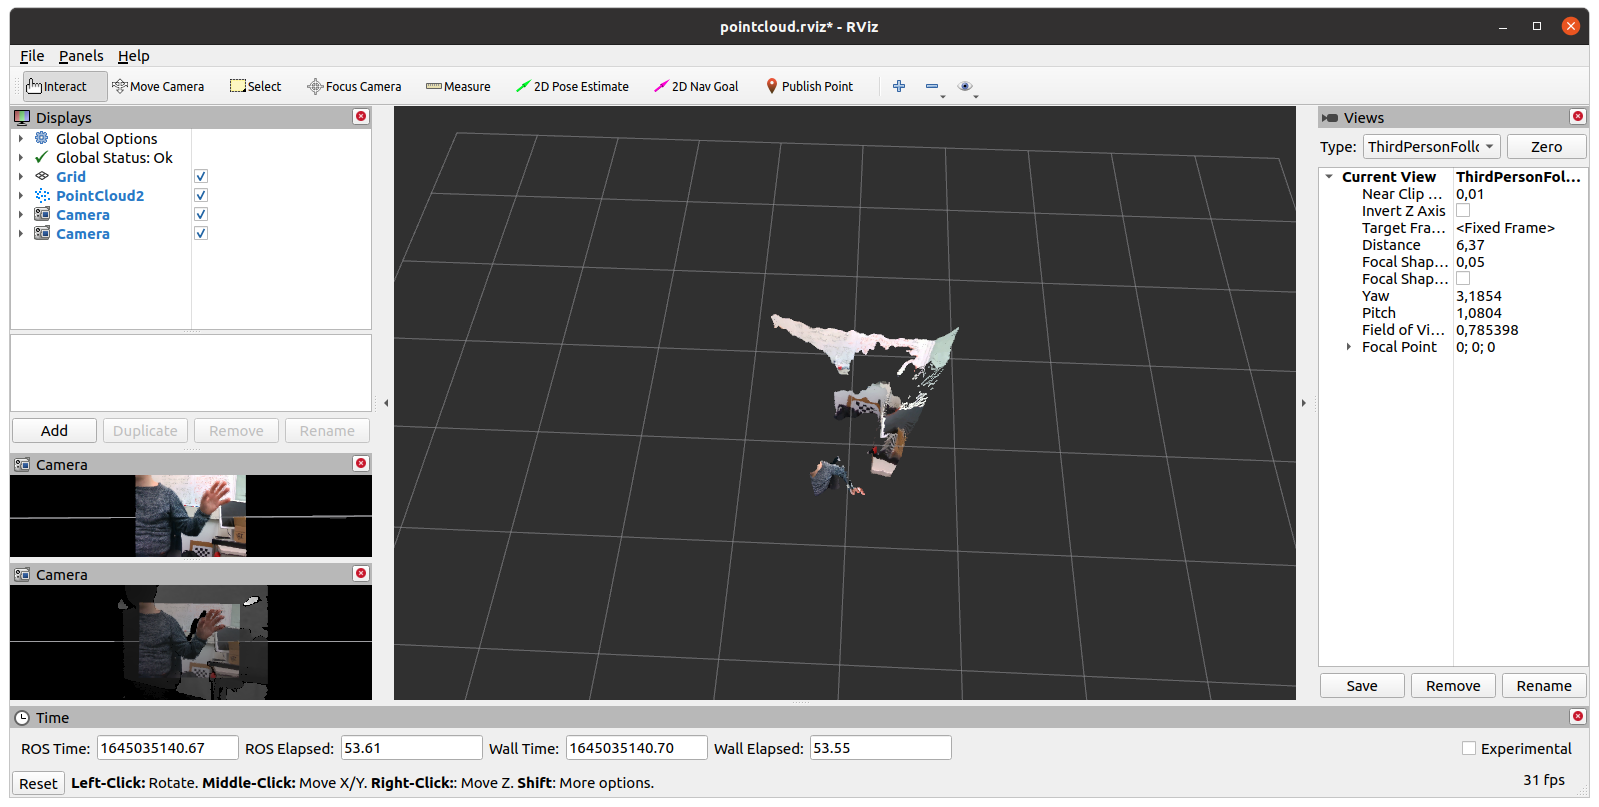 pointcloud.rviz* - RViz
File Panels Help
Interact Move Camera Select Focus Camera Measure 2D Pose Estimate 2D Nav Goal Publish Point
Displays
Global Options
Global Status: Ok
Grid
PointCloud2
Camera
Camera
Add Duplicate Remove Rename
Camera
Camera
Views
Type: ThirdPersonFollo Zero
Current View ThirdPersonFol...
Near Clip ... 0,01
Invert Z Axis
Target Fra... <Fixed Frame>
Distance 6,37
Focal Shap... 0,05
Focal Shap...
Yaw 3,1854
Pitch 1,0804
Field of Vi... 0,785398
Focal Point 0; 0; 0
Save Remove Rename
Time
ROS Time: 1645035140.67 ROS Elapsed: 53.61 Wall Time: 1645035140.70 Wall Elapsed: 53.55 Experimental
Reset Left-Click: Rotate. Middle-Click: Move X/Y. Right-Click:: Move Z. Shift: More options. 31 fps